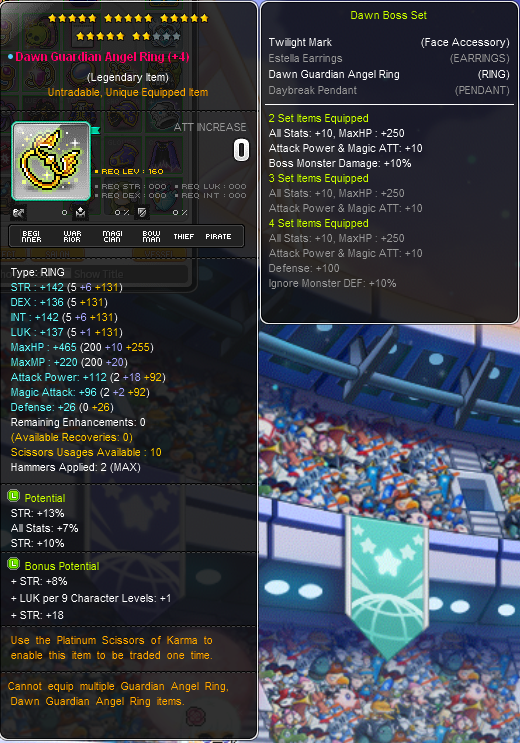 Dawn Guardian Angel Ring (+4)
(Legendary Item)
Untradable, Unique Equipped Item
ATT INCREASE
0
REQ LEV : 160
REQ STR : 000
REQ LUK : 000
REQ DEX : 000
REQ INT : 000
0
0 %
0 %
BEGINNER
WARRIOR
MAGICIAN
BOWMAN
THIEF
PIRATE
Show Title
Type: RING
STR : +142 (5 +6 +131)
DEX : +136 (5 +131)
INT : +142 (5 +6 +131)
LUK : +137 (5 +1 +131)
MaxHP : +465 (200 +10 +255)
MaxMP : +220 (200 +20)
Attack Power: +112 (2 +18 +92)
Magic Attack: +96 (2 +2 +92)
Defense: +26 (0 +26)
Remaining Enhancements: 0
(Available Recoveries: 0)
Scissors Usages Available : 10
Hammers Applied: 2 (MAX)
L Potential
STR: +13%
All Stats: +7%
STR: +10%
L Bonus Potential
+ STR: +8%
+ LUK per 9 Character Levels: +1
+ STR: +18
Use the Platinum Scissors of Karma to
enable this item to be traded one time.
Cannot equip multiple Guardian Angel Ring,
Dawn Guardian Angel Ring items.
Dawn Boss Set
Twilight Mark (Face Accessory)
Estella Earrings (EARRINGS)
Dawn Guardian Angel Ring (RING)
Daybreak Pendant (PENDANT)
2 Set Items Equipped
All Stats: +10, MaxHP : +250
Attack Power & Magic ATT: +10
Boss Monster Damage: +10%
3 Set Items Equipped
All Stats: +10, MaxHP : +250
Attack Power & Magic ATT: +10
4 Set Items Equipped
All Stats: +10, MaxHP : +250
Attack Power & Magic ATT: +10
Defense: +100
Ignore Monster DEF: +10%